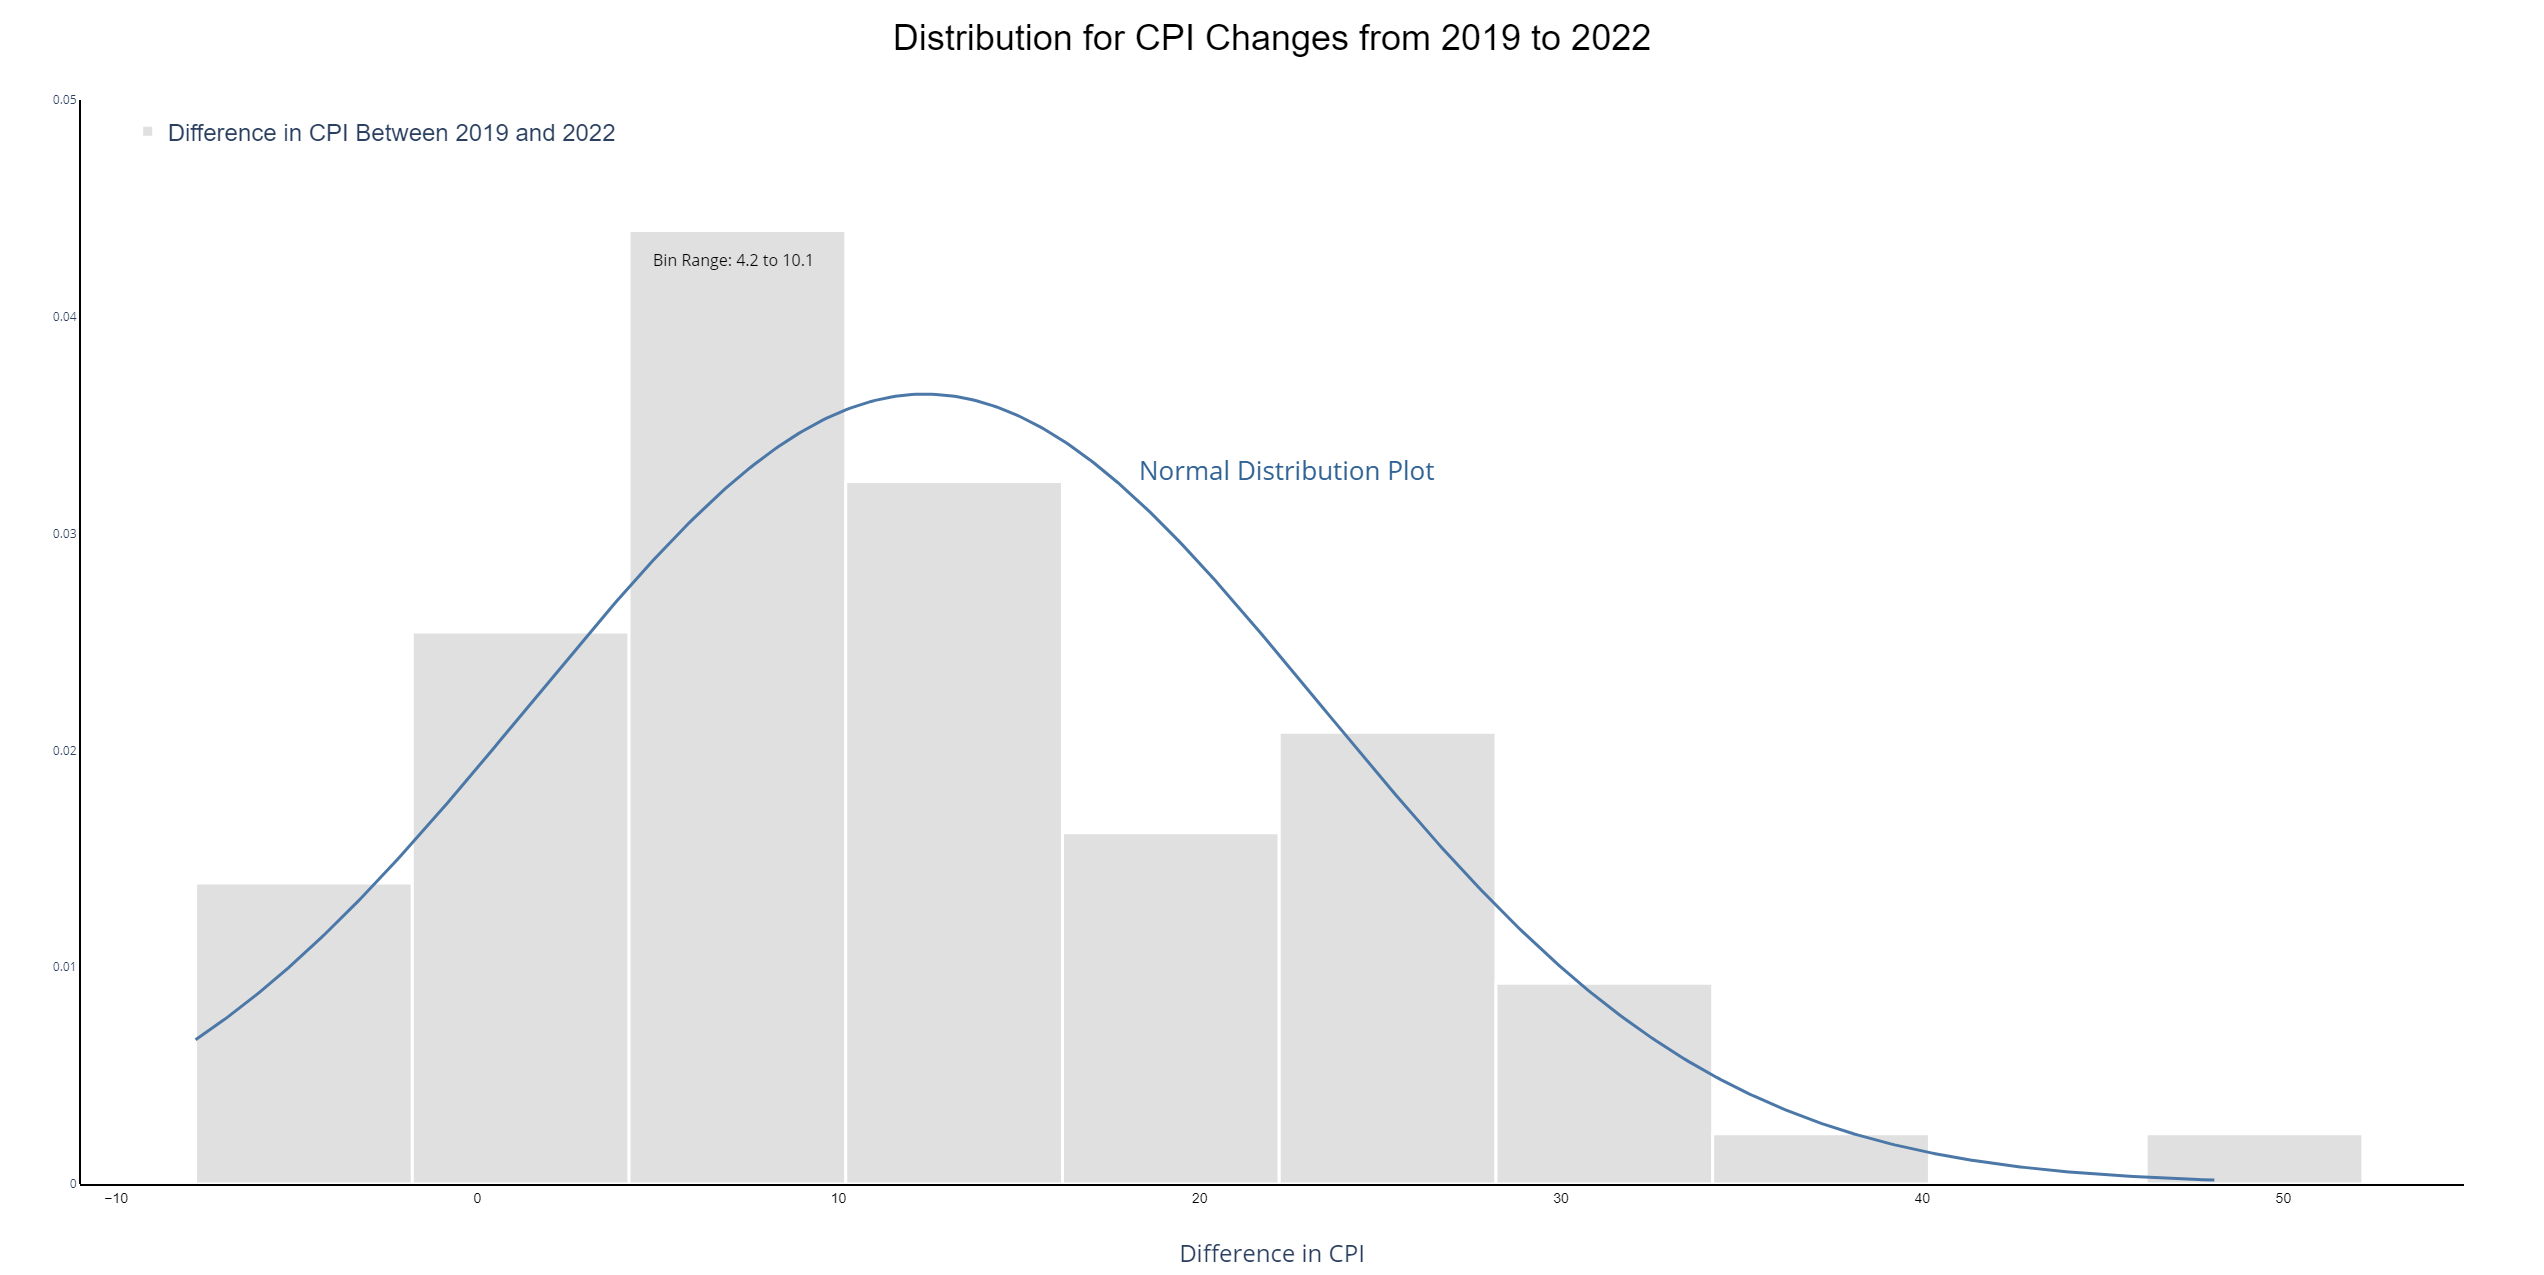 Distribution for CPI Changes from 2019 to 2022
0.05
Difference in CPI Between 2019 and 2022
Bin Range: 4.2 to 10.1
0.04
Normal Distribution Plot
0.03
0.02
0.01
0
−10 0 10 20 30 40 50
Difference in CPI